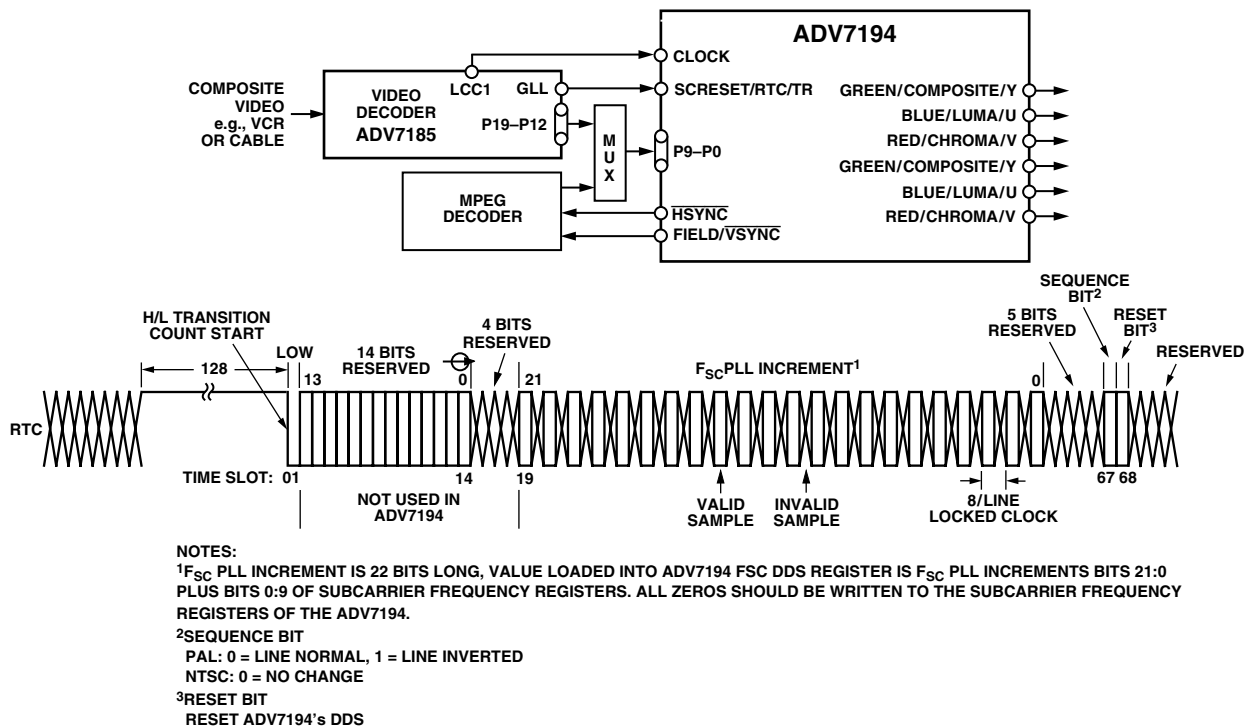 ADV7194
CLOCK
COMPOSITE
VIDEO
e.g., VCR
OR CABLE
VIDEO
DECODER
ADV7185
LCC1
GLL
P19–P12
SCRESET/RTC/TR
MUX
P9–P0
MPEG
DECODER
HSYNC
FIELD/VSYNC
GREEN/COMPOSITE/Y
BLUE/LUMA/U
RED/CHROMA/V
GREEN/COMPOSITE/Y
BLUE/LUMA/U
RED/CHROMA/V
H/L TRANSITION
COUNT START
LOW
128
13
14 BITS
RESERVED
0
4 BITS
RESERVED
21
FSC PLL INCREMENT1
0
5 BITS
RESERVED
SEQUENCE
BIT2
RESET
BIT3
RESERVED
RTC
TIME SLOT: 01
14
19
67 68
NOT USED IN
ADV7194
VALID
SAMPLE
INVALID
SAMPLE
8/LINE
LOCKED CLOCK
NOTES:
1FSC PLL INCREMENT IS 22 BITS LONG, VALUE LOADED INTO ADV7194 FSC DDS REGISTER IS FSC PLL INCREMENTS BITS 21:0
PLUS BITS 0:9 OF SUBCARRIER FREQUENCY REGISTERS. ALL ZEROS SHOULD BE WRITTEN TO THE SUBCARRIER FREQUENCY
REGISTERS OF THE ADV7194.
2SEQUENCE BIT
PAL: 0 = LINE NORMAL, 1 = LINE INVERTED
NTSC: 0 = NO CHANGE
3RESET BIT
RESET ADV7194's DDS